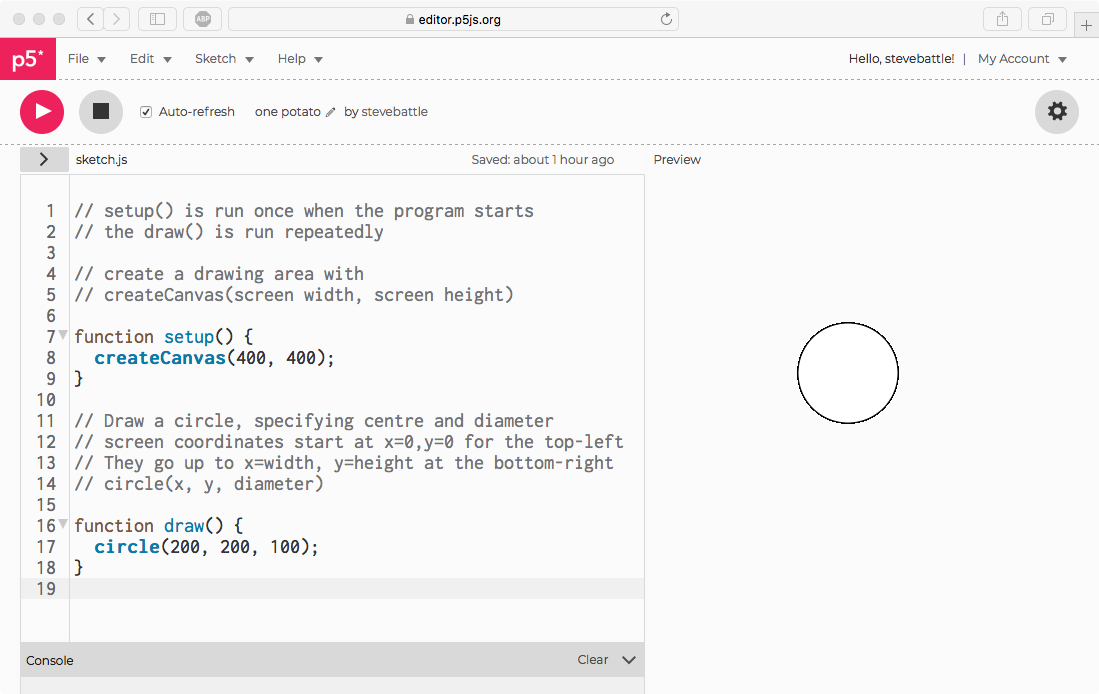 ABP
editor.p5js.org
p5*
File Edit Sketch Help
Hello, stevebattle! | My Account
Auto-refresh one potato by stevebattle
sketch.js Saved: about 1 hour ago Preview
1 // setup() is run once when the program starts
2 // the draw() is run repeatedly
3
4 // create a drawing area with
5 // createCanvas(screen width, screen height)
6
7 function setup() {
8   createCanvas(400, 400);
9 }
10
11 // Draw a circle, specifying centre and diameter
12 // screen coordinates start at x=0,y=0 for the top-left
13 // They go up to x=width, y=height at the bottom-right
14 // circle(x, y, diameter)
15
16 function draw() {
17   circle(200, 200, 100);
18 }
19
Console Clear